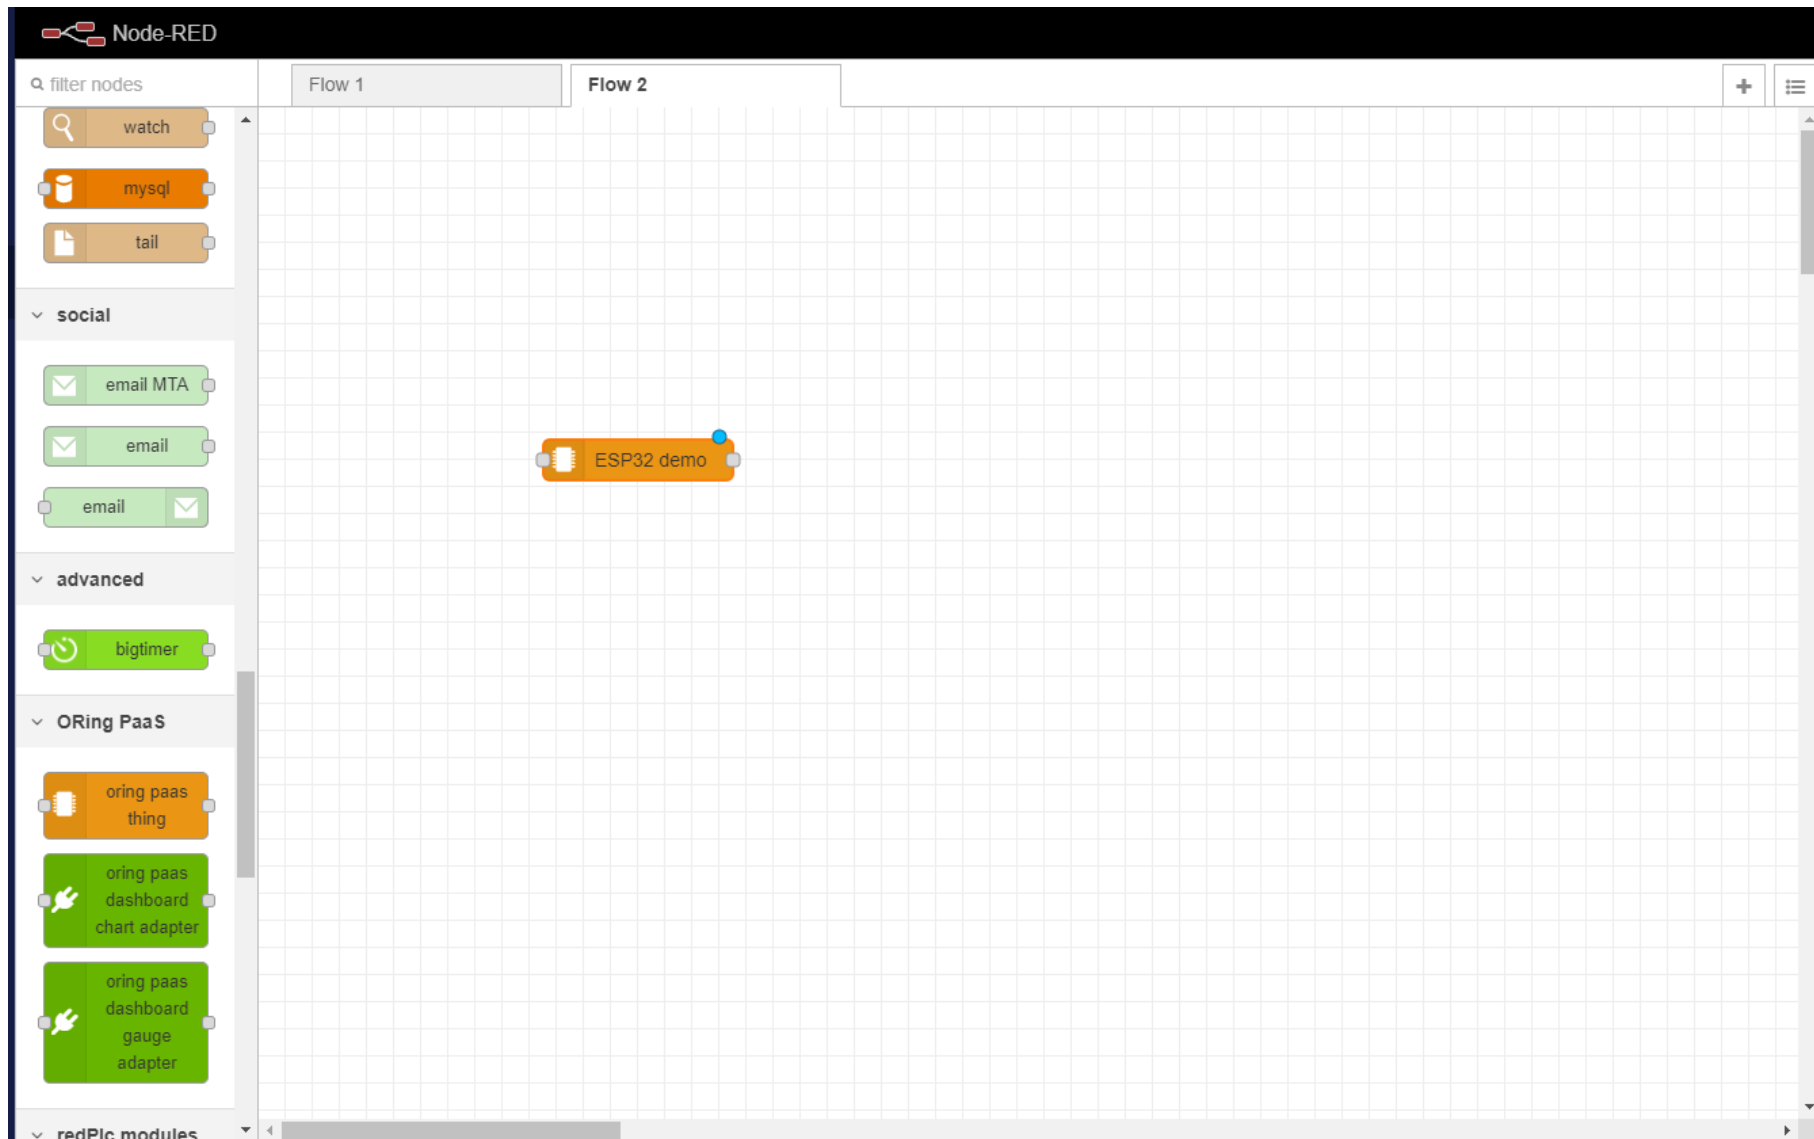 Node-RED
filter nodes
Flow 1
Flow 2
watch
mysql
tail
social
email MTA
email
email
advanced
bigtimer
ORing PaaS
oring paas
thing
oring paas
dashboard
chart adapter
oring paas
dashboard
gauge
adapter
redPlc modules
ESP32 demo